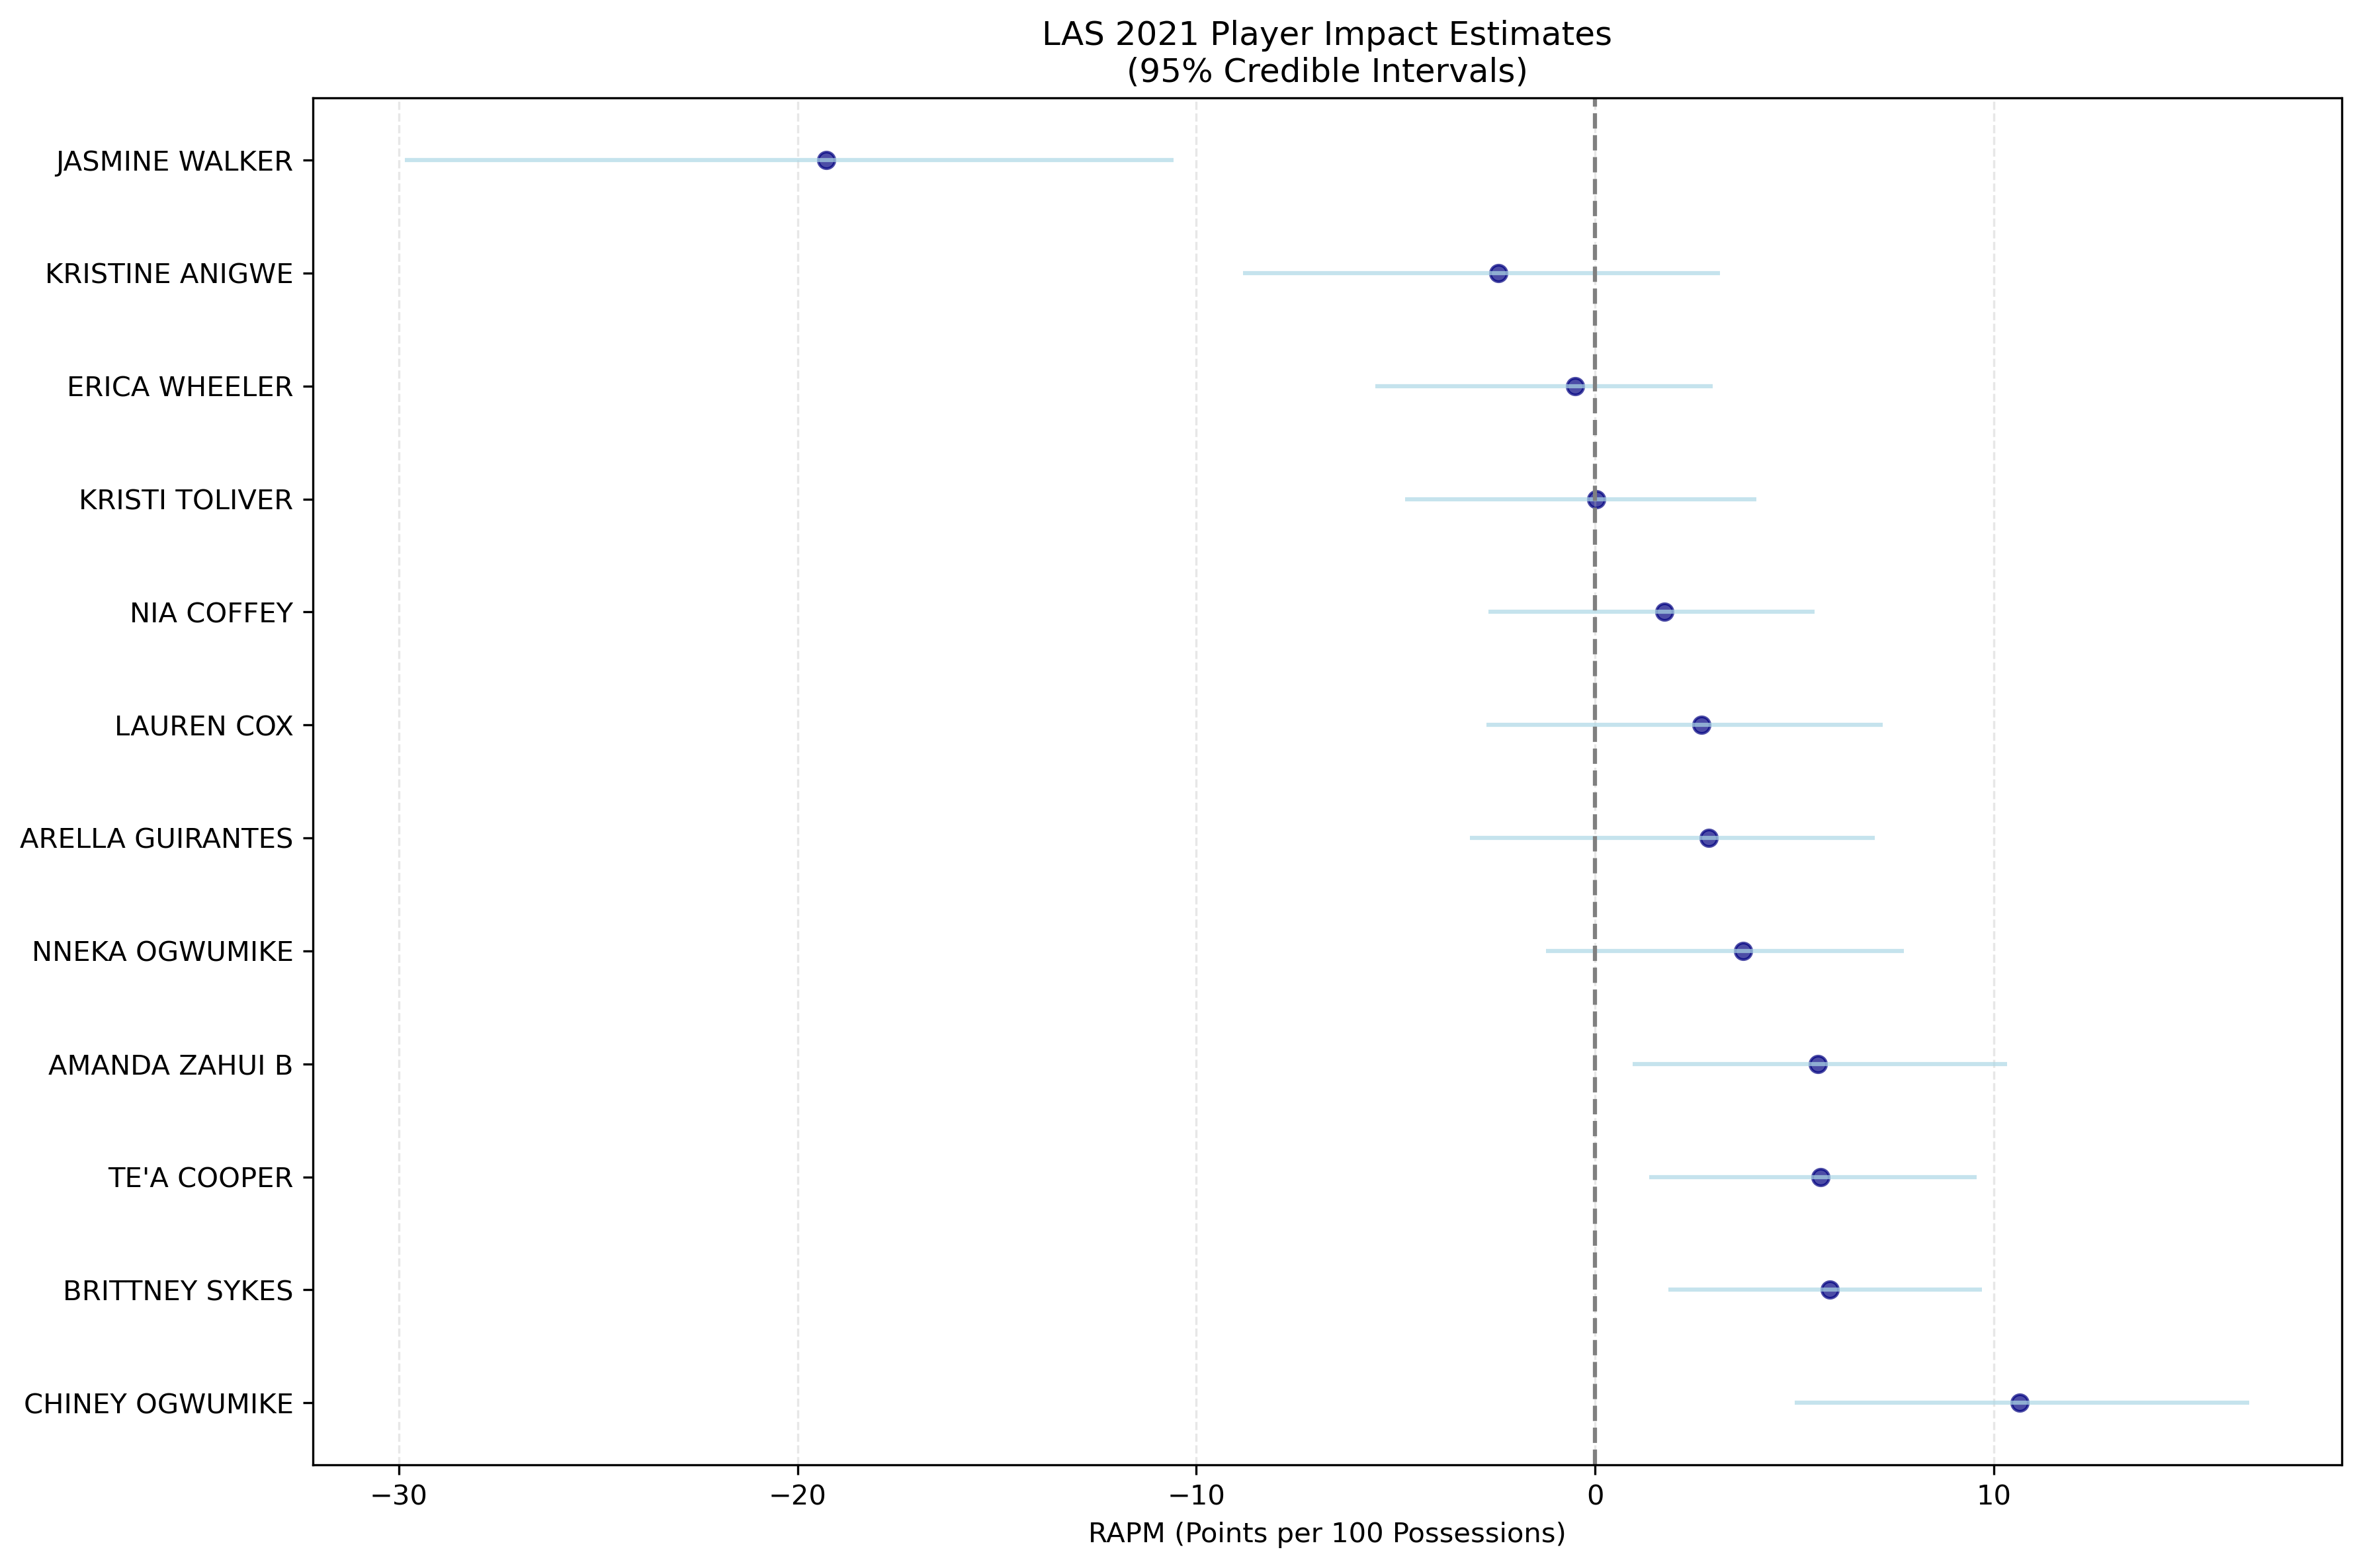 LAS 2021 Player Impact Estimates
(95% Credible Intervals)
JASMINE WALKER
KRISTINE ANIGWE
ERICA WHEELER
KRISTI TOLIVER
NIA COFFEY
LAUREN COX
ARELLA GUIRANTES
NNEKA OGWUMIKE
AMANDA ZAHUI B
TE'A COOPER
BRITTNEY SYKES
CHINEY OGWUMIKE
−30 −20 −10 0 10
RAPM (Points per 100 Possessions)